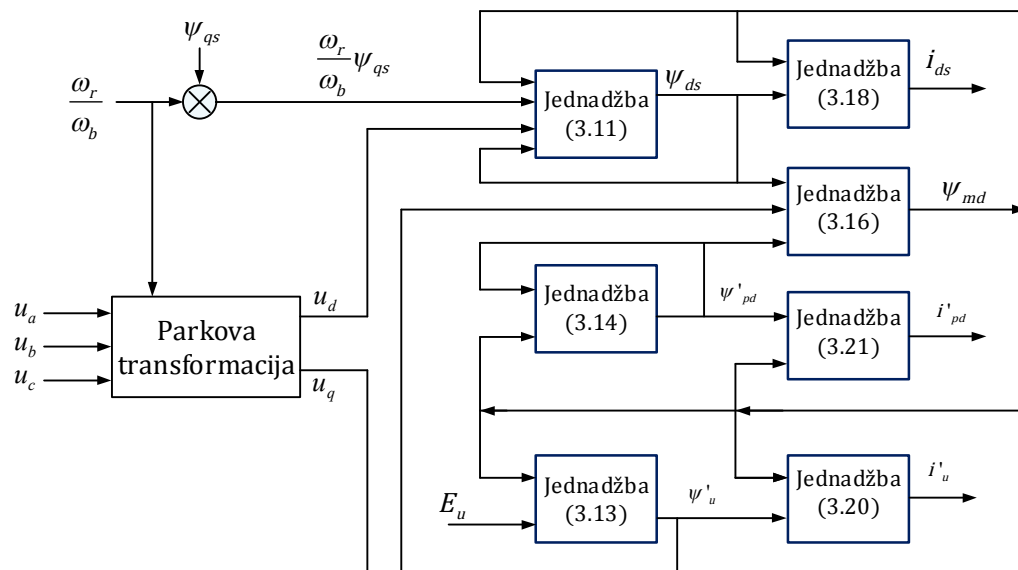 ψqs
ωr/ωb
ωr/ωb ψqs
Jednadžba
(3.11)
ψds
Jednadžba
(3.18)
ids
Jednadžba
(3.16)
ψmd
Jednadžba
(3.14)
ψ'pd
Jednadžba
(3.21)
i'pd
ua
ub
uc
Parkova
transformacija
ud
uq
Eu
Jednadžba
(3.13)
ψ'u
Jednadžba
(3.20)
i'u